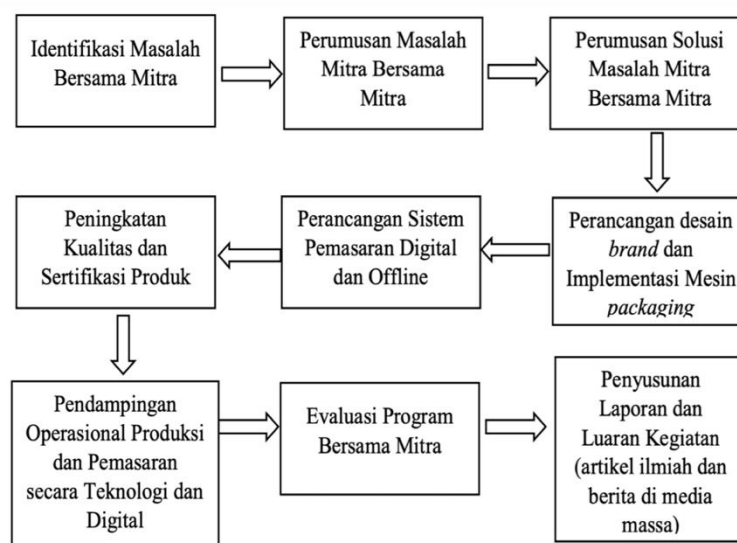 Identifikasi Masalah
Bersama Mitra
Perumusan Masalah
Mitra Bersama
Mitra
Perumusan Solusi
Masalah Mitra
Bersama Mitra
Peningkatan
Kualitas dan
Sertifikasi Produk
Perancangan Sistem
Pemasaran Digital
dan Offline
Perancangan desain
brand dan
Implementasi Mesin
packaging
Pendampingan
Operasional Produksi
dan Pemasaran
secara Teknologi dan
Digital
Evaluasi Program
Bersama Mitra
Penyusunan
Laporan dan
Luaran Kegiatan
(artikel ilmiah dan
berita di media
massa)